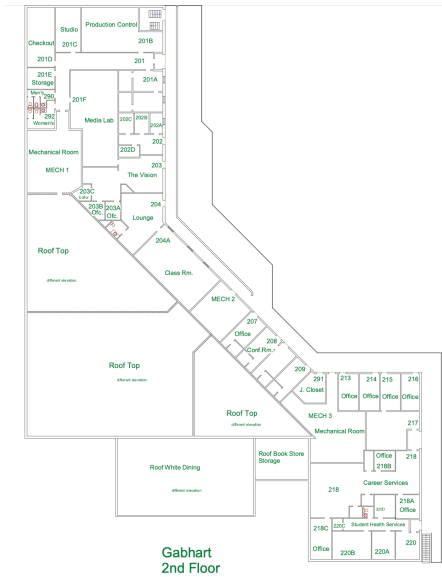 Production Control
Studio
201B
Checkout
201C
201D
201
201E
201A
Storage
201F
Men's
290
292
Women's
Media Lab
202C
202B
202A
202
202D
Mechanical Room
MECH 1
203
The Vision
203C
203B
Ofc.
203A
Ofc.
204
Lounge
204A
Roof Top
different elevation
Class Rm.
MECH 2
207
Office
208
Conf.Rm.
209
Roof Top
different elevation
291
J. Closet
213
Office
214
Office
215
Office
216
Office
Roof Top
different elevation
MECH 3
Mechanical Room
217
Roof Book Store
Storage
Office
218B
218
Roof White Dining
different elevation
Career Services
218
218A
Office
220D
218C
220C
Student Health Services
Office
220B
220A
220
Gabhart
2nd Floor